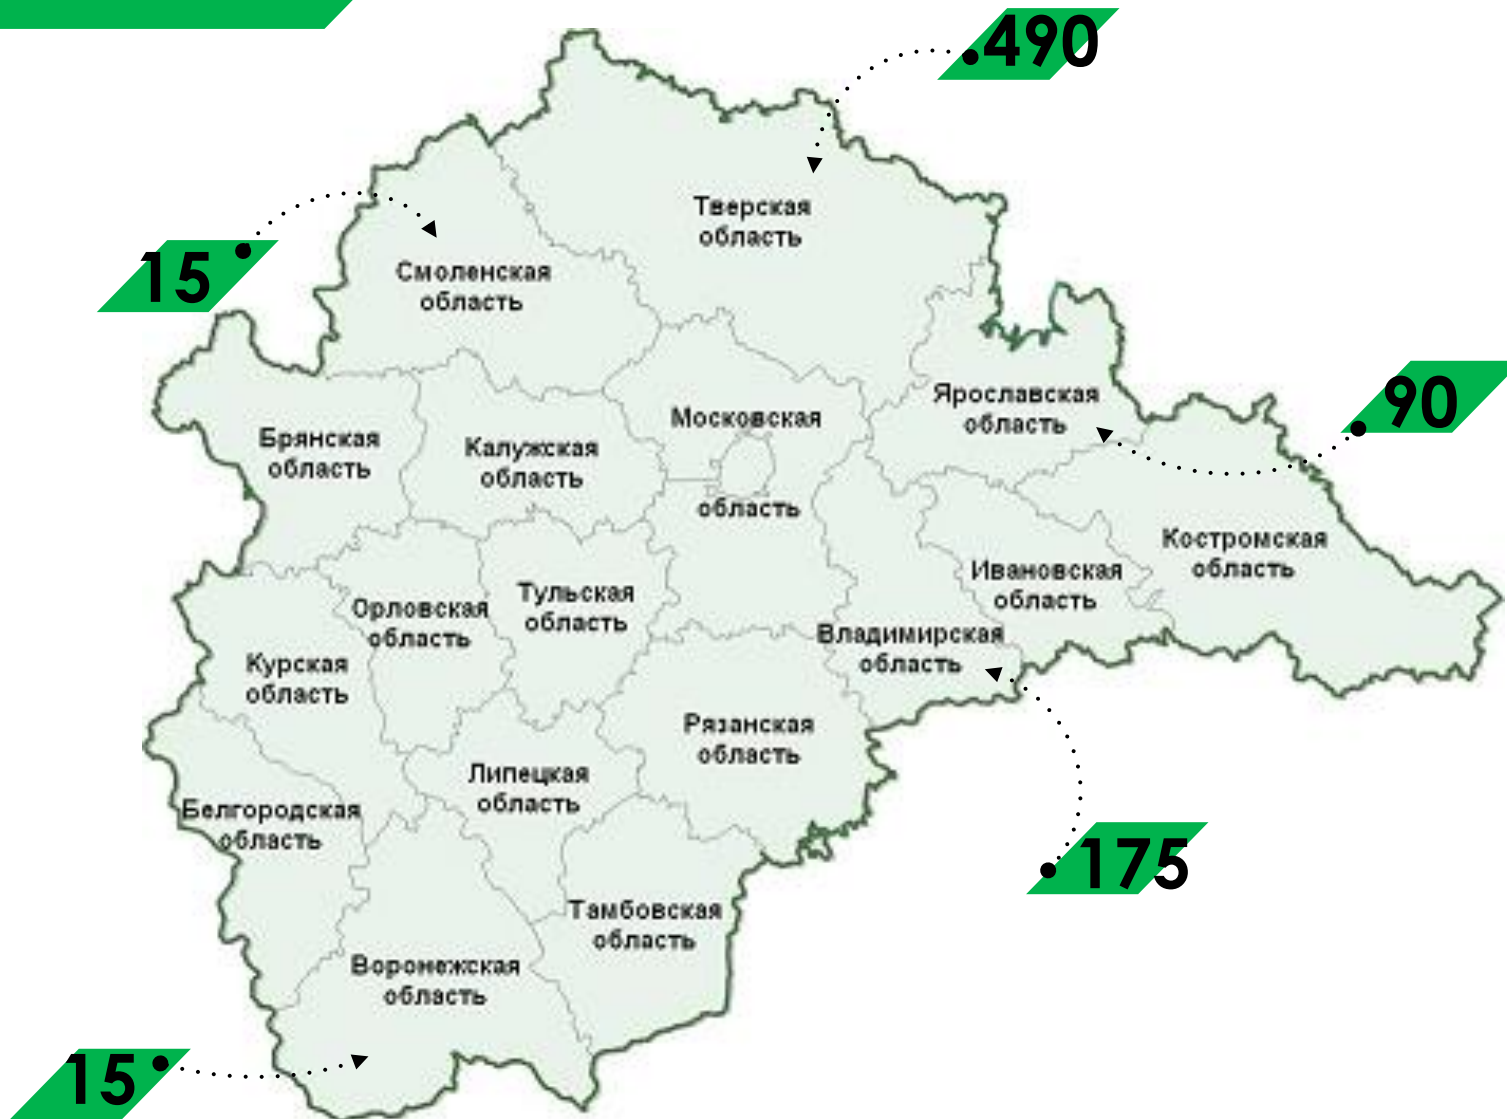 490
Тверская
область
15
Смоленская
область
90
Ярославская
область
Московская
область
Брянская
область
Калужская
область
Костромская
область
Ивановская
область
Тульская
область
Орловская
область
Владимирская
область
Курская
область
Рязанская
область
Липецкая
область
Белгородская
область
175
Тамбовская
область
Воронежская
область
15